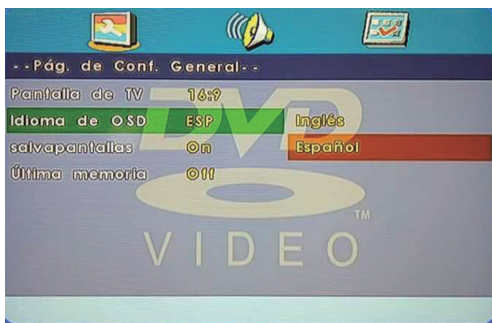 --Pág. de Conf. General--
Pantalla de TV 16:9
Idioma de OSD ESP Inglés
salvapantallas On Español
Última memoria Off
DVD
TM
VIDEO